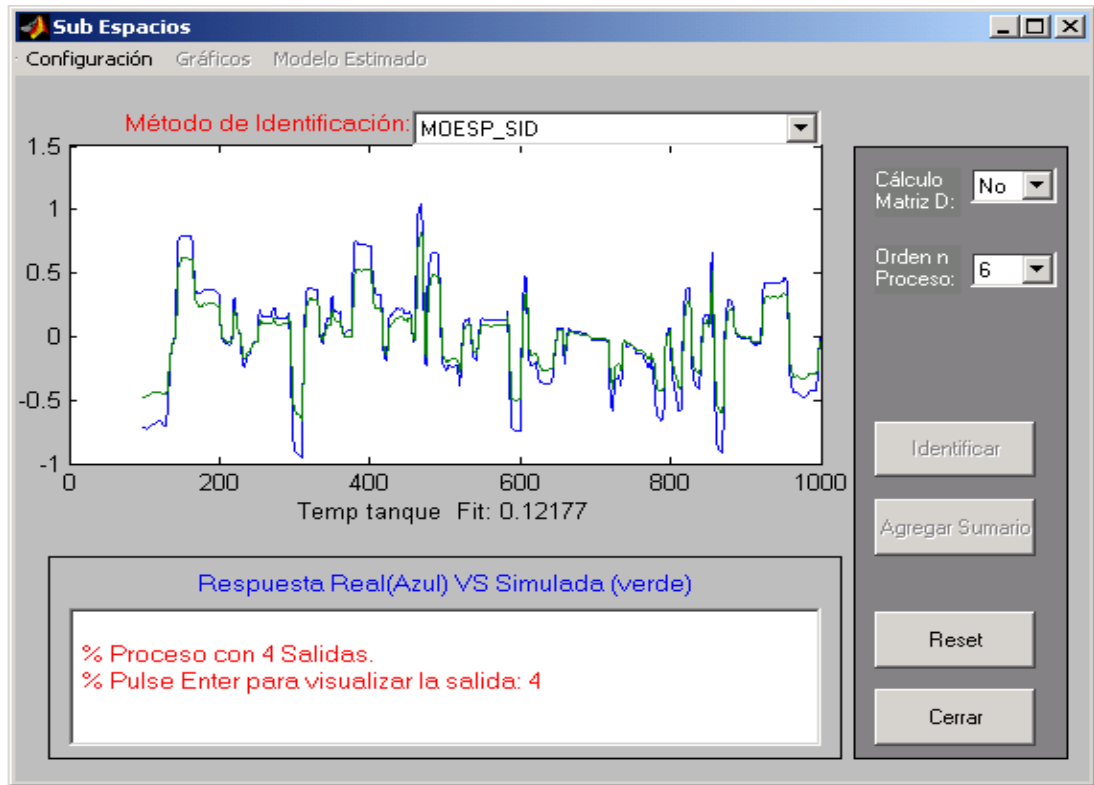 Sub Espacios
Configuración Gráficos Modelo Estimado
Método de Identificación: MOESP_SID
1.5
1
0.5
0
-0.5
-1
0 200 400 600 800 1000
Temp tanque Fit: 0.12177
Cálculo
Matriz D: No
Orden n
Proceso: 6
Identificar
Agregar Sumario
Reset
Cerrar
Respuesta Real(Azul) VS Simulada (verde)
% Proceso con 4 Salidas.
% Pulse Enter para visualizar la salida: 4